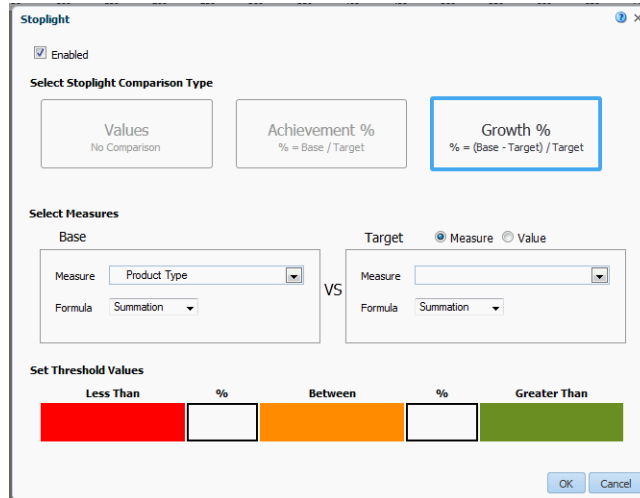 Stoplight
Enabled
Select Stoplight Comparison Type
Values
No Comparison
Achievement %
% = Base / Target
Growth %
% = (Base - Target) / Target
Select Measures
Base
Target Measure Value
Measure Product Type
Formula Summation
VS
Measure
Formula Summation
Set Threshold Values
Less Than % Between % Greater Than
OK Cancel